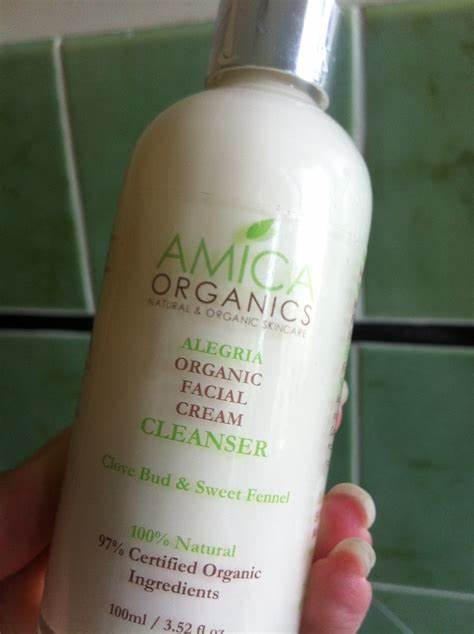 AMICA
ORGANICS
NATURAL & ORGANIC SKINCARE
ALEGRIA
ORGANIC
FACIAL
CREAM
CLEANSER
Clove Bud & Sweet Fennel
100% Natural
97% Certified Organic
Ingredients
100ml / 3.52 fl oz